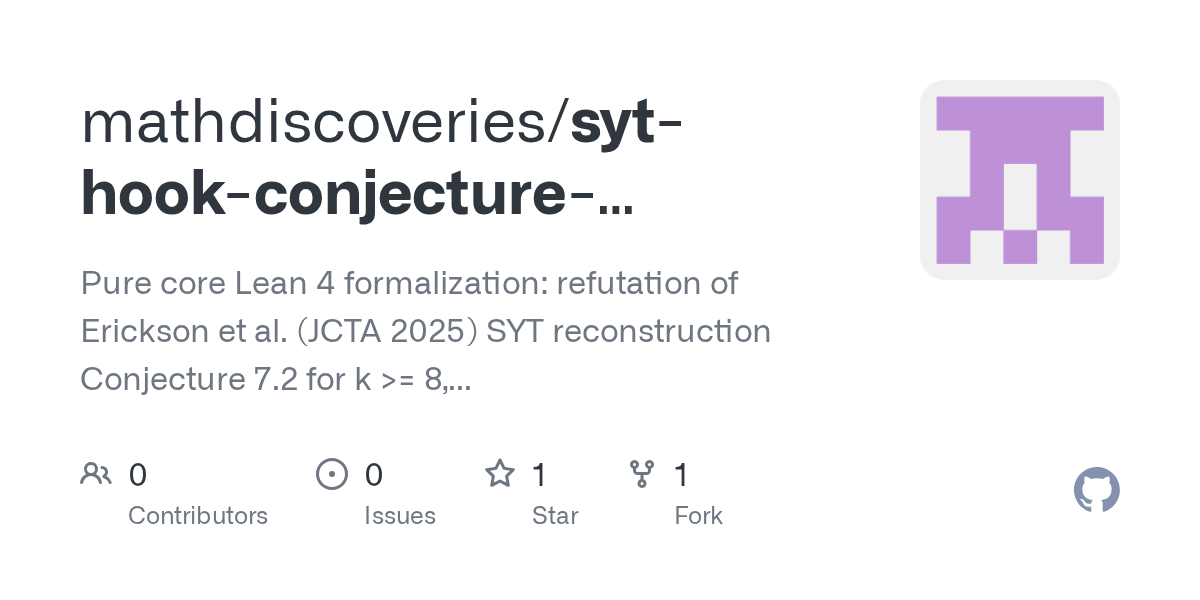 mathdiscoveries/syt-
hook-conjecture-...
Pure core Lean 4 formalization: refutation of
Erickson et al. (JCTA 2025) SYT reconstruction
Conjecture 7.2 for k >= 8,...
0 0 1 1
Contributors Issues Star Fork